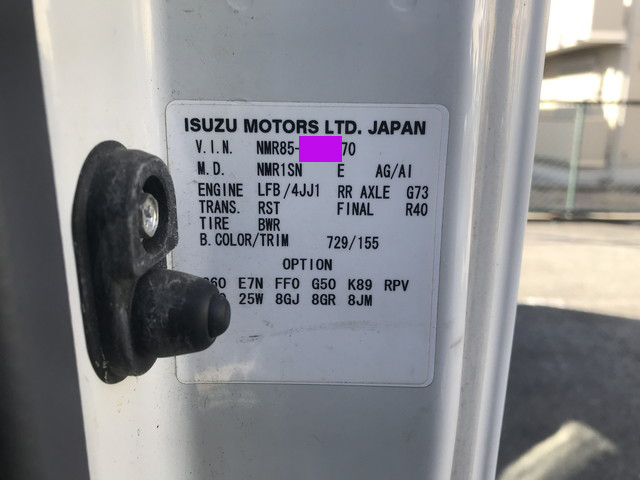 ISUZU MOTORS LTD. JAPAN
V.I.N. NMR85- 70
M.D. NMR1SN E AG/AI
ENGINE LFB/4JJ1 RR AXLE G73
TRANS. RST FINAL R40
TIRE BWR
B.COLOR/TRIM 729/155
OPTION
E7N FF0 G50 K89 RPV
25W 8GJ 8GR 8JM